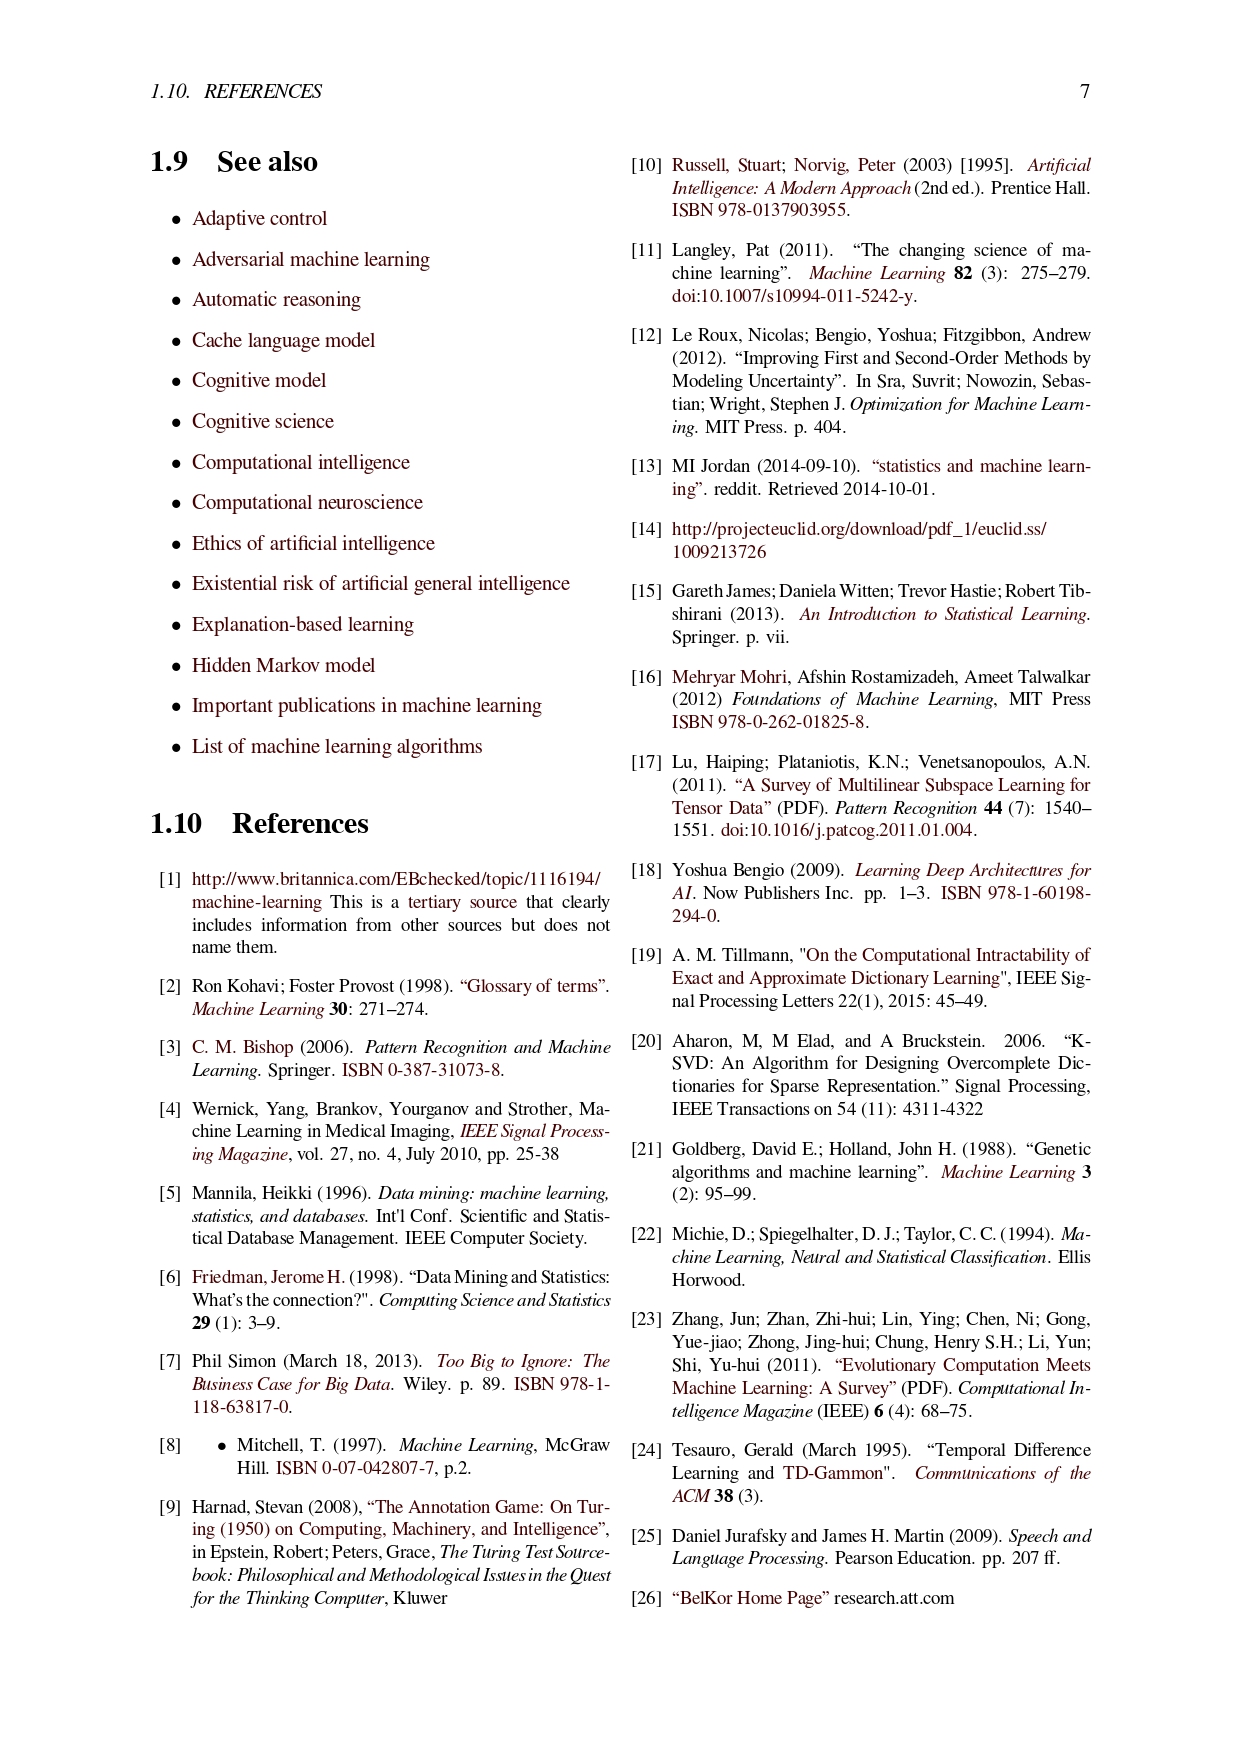 1.10. REFERENCES 7
1.9 See also
• Adaptive control
• Adversarial machine learning
• Automatic reasoning
• Cache language model
• Cognitive model
• Cognitive science
• Computational intelligence
• Computational neuroscience
• Ethics of artificial intelligence
• Existential risk of artificial general intelligence
• Explanation-based learning
• Hidden Markov model
• Important publications in machine learning
• List of machine learning algorithms
1.10 References
[1] http://www.britannica.com/EBchecked/topic/1116194/
machine-learning This is a tertiary source that clearly
includes information from other sources but does not
name them.
[2] Ron Kohavi; Foster Provost (1998). “Glossary of terms”.
Machine Learning 30: 271–274.
[3] C. M. Bishop (2006). Pattern Recognition and Machine
Learning. Springer. ISBN 0-387-31073-8.
[4] Wernick, Yang, Brankov, Yourganov and Strother, Ma-
chine Learning in Medical Imaging, IEEE Signal Process-
ing Magazine, vol. 27, no. 4, July 2010, pp. 25-38
[5] Mannila, Heikki (1996). Data mining: machine learning,
statistics, and databases. Int'l Conf. Scientific and Statis-
tical Database Management. IEEE Computer Society.
[6] Friedman, Jerome H. (1998). “Data Mining and Statistics:
What’s the connection?". Computing Science and Statistics
29 (1): 3–9.
[7] Phil Simon (March 18, 2013). Too Big to Ignore: The
Business Case for Big Data. Wiley. p. 89. ISBN 978-1-
118-63817-0.
[8] • Mitchell, T. (1997). Machine Learning, McGraw
Hill. ISBN 0-07-042807-7, p.2.
[9] Harnad, Stevan (2008), “The Annotation Game: On Tur-
ing (1950) on Computing, Machinery, and Intelligence”,
in Epstein, Robert; Peters, Grace, The Turing Test Source-
book: Philosophical and Methodological Issues in the Quest
for the Thinking Computer, Kluwer
[10] Russell, Stuart; Norvig, Peter (2003) [1995]. Artificial
Intelligence: A Modern Approach (2nd ed.). Prentice Hall.
ISBN 978-0137903955.
[11] Langley, Pat (2011). “The changing science of ma-
chine learning”. Machine Learning 82 (3): 275–279.
doi:10.1007/s10994-011-5242-y.
[12] Le Roux, Nicolas; Bengio, Yoshua; Fitzgibbon, Andrew
(2012). “Improving First and Second-Order Methods by
Modeling Uncertainty”. In Sra, Suvrit; Nowozin, Sebas-
tian; Wright, Stephen J. Optimization for Machine Learn-
ing. MIT Press. p. 404.
[13] MI Jordan (2014-09-10). “statistics and machine learn-
ing”. reddit. Retrieved 2014-10-01.
[14] http://projecteuclid.org/download/pdf_1/euclid.ss/
1009213726
[15] Gareth James; Daniela Witten; Trevor Hastie; Robert Tib-
shirani (2013). An Introduction to Statistical Learning.
Springer. p. vii.
[16] Mehryar Mohri, Afshin Rostamizadeh, Ameet Talwalkar
(2012) Foundations of Machine Learning, MIT Press
ISBN 978-0-262-01825-8.
[17] Lu, Haiping; Plataniotis, K.N.; Venetsanopoulos, A.N.
(2011). “A Survey of Multilinear Subspace Learning for
Tensor Data” (PDF). Pattern Recognition 44 (7): 1540–
1551. doi:10.1016/j.patcog.2011.01.004.
[18] Yoshua Bengio (2009). Learning Deep Architectures for
AI. Now Publishers Inc. pp. 1–3. ISBN 978-1-60198-
294-0.
[19] A. M. Tillmann, "On the Computational Intractability of
Exact and Approximate Dictionary Learning", IEEE Sig-
nal Processing Letters 22(1), 2015: 45–49.
[20] Aharon, M, M Elad, and A Bruckstein. 2006. “K-
SVD: An Algorithm for Designing Overcomplete Dic-
tionaries for Sparse Representation.” Signal Processing,
IEEE Transactions on 54 (11): 4311-4322
[21] Goldberg, David E.; Holland, John H. (1988). “Genetic
algorithms and machine learning”. Machine Learning 3
(2): 95–99.
[22] Michie, D.; Spiegelhalter, D. J.; Taylor, C. C. (1994). Ma-
chine Learning, Neural and Statistical Classification. Ellis
Horwood.
[23] Zhang, Jun; Zhan, Zhi-hui; Lin, Ying; Chen, Ni; Gong,
Yue-jiao; Zhong, Jing-hui; Chung, Henry S.H.; Li, Yun;
Shi, Yu-hui (2011). “Evolutionary Computation Meets
Machine Learning: A Survey” (PDF). Computational In-
telligence Magazine (IEEE) 6 (4): 68–75.
[24] Tesauro, Gerald (March 1995). “Temporal Difference
Learning and TD-Gammon". Communications of the
ACM 38 (3).
[25] Daniel Jurafsky and James H. Martin (2009). Speech and
Language Processing. Pearson Education. pp. 207 ff.
[26] “BelKor Home Page” research.att.com